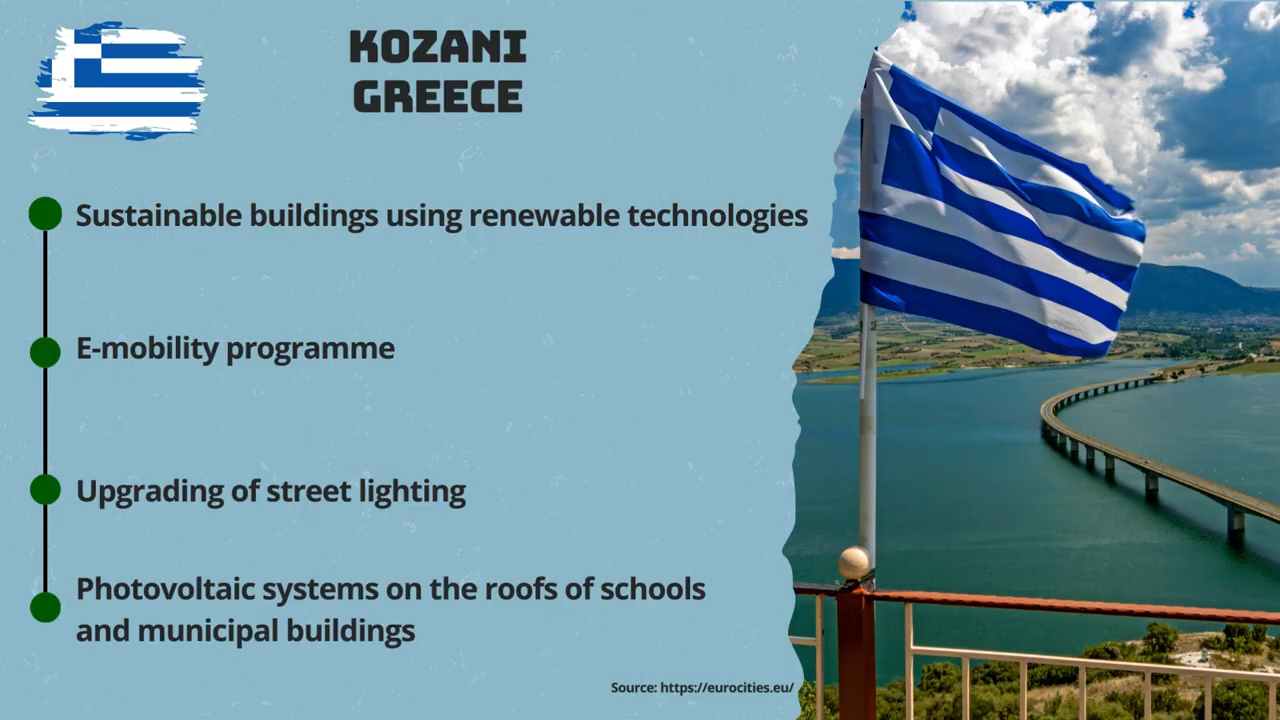 KOZANI
GREECE
Sustainable buildings using renewable technologies
E-mobility programme
Upgrading of street lighting
Photovoltaic systems on the roofs of schools
and municipal buildings
Source: https://eurocities.eu/